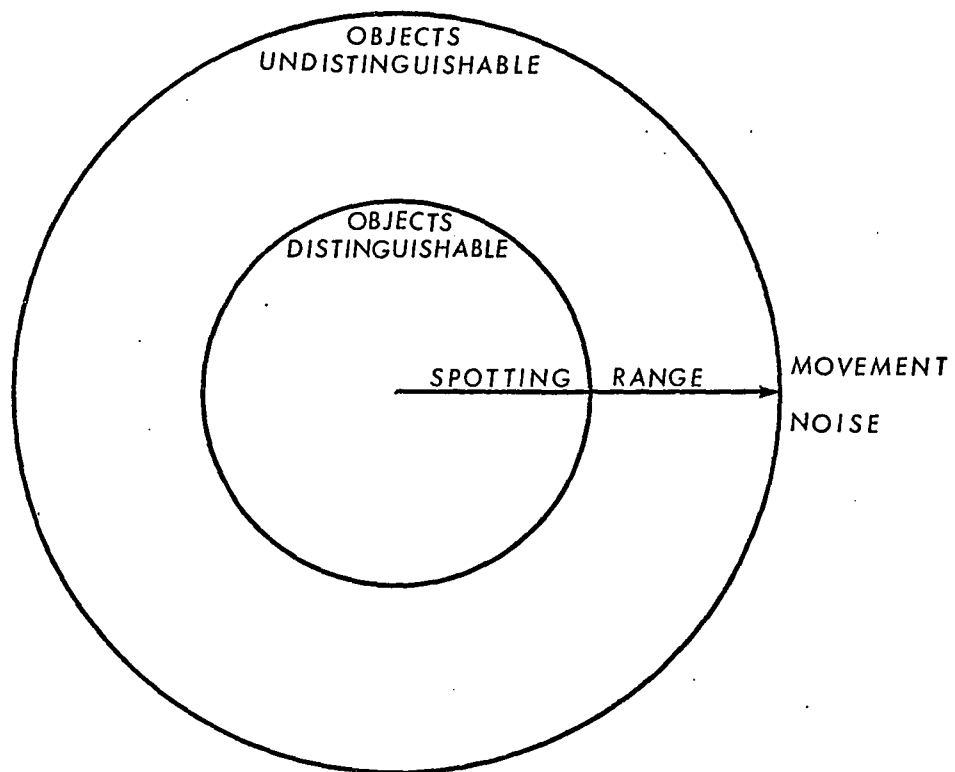 OBJECTS
UNDISTINGUISHABLE
OBJECTS
DISTINGUISHABLE
SPOTTING RANGE
MOVEMENT
NOISE